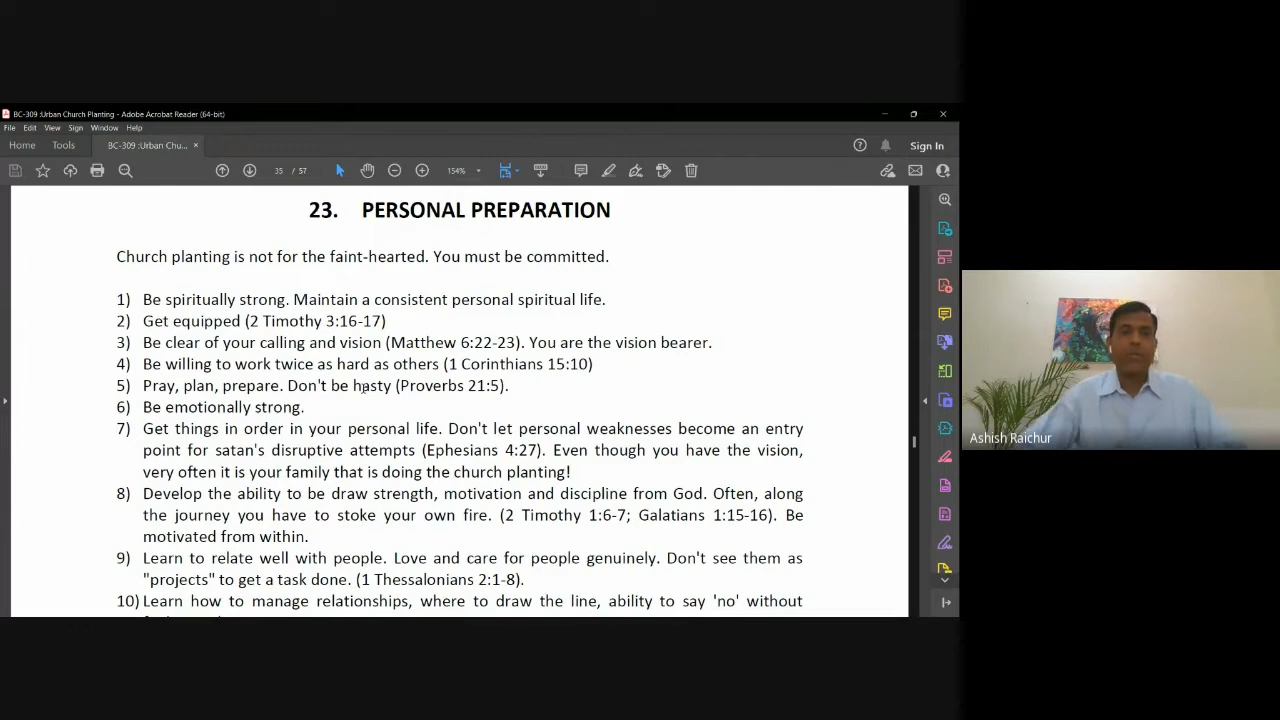 BC-309 :Urban Church Planting - Adobe Acrobat Reader (64-bit)
File Edit View Sign Window Help
Home Tools BC-309 :Urban Chu... × Sign In
35 / 57 154%
23. PERSONAL PREPARATION
Church planting is not for the faint-hearted. You must be committed.
1) Be spiritually strong. Maintain a consistent personal spiritual life.
2) Get equipped (2 Timothy 3:16-17)
3) Be clear of your calling and vision (Matthew 6:22-23). You are the vision bearer.
4) Be willing to work twice as hard as others (1 Corinthians 15:10)
5) Pray, plan, prepare. Don't be hasty (Proverbs 21:5).
6) Be emotionally strong.
7) Get things in order in your personal life. Don't let personal weaknesses become an entry
point for satan's disruptive attempts (Ephesians 4:27). Even though you have the vision,
very often it is your family that is doing the church planting!
8) Develop the ability to be draw strength, motivation and discipline from God. Often, along
the journey you have to stoke your own fire. (2 Timothy 1:6-7; Galatians 1:15-16). Be
motivated from within.
9) Learn to relate well with people. Love and care for people genuinely. Don't see them as
"projects" to get a task done. (1 Thessalonians 2:1-8).
10) Learn how to manage relationships, where to draw the line, ability to say 'no' without
Ashish Raichur